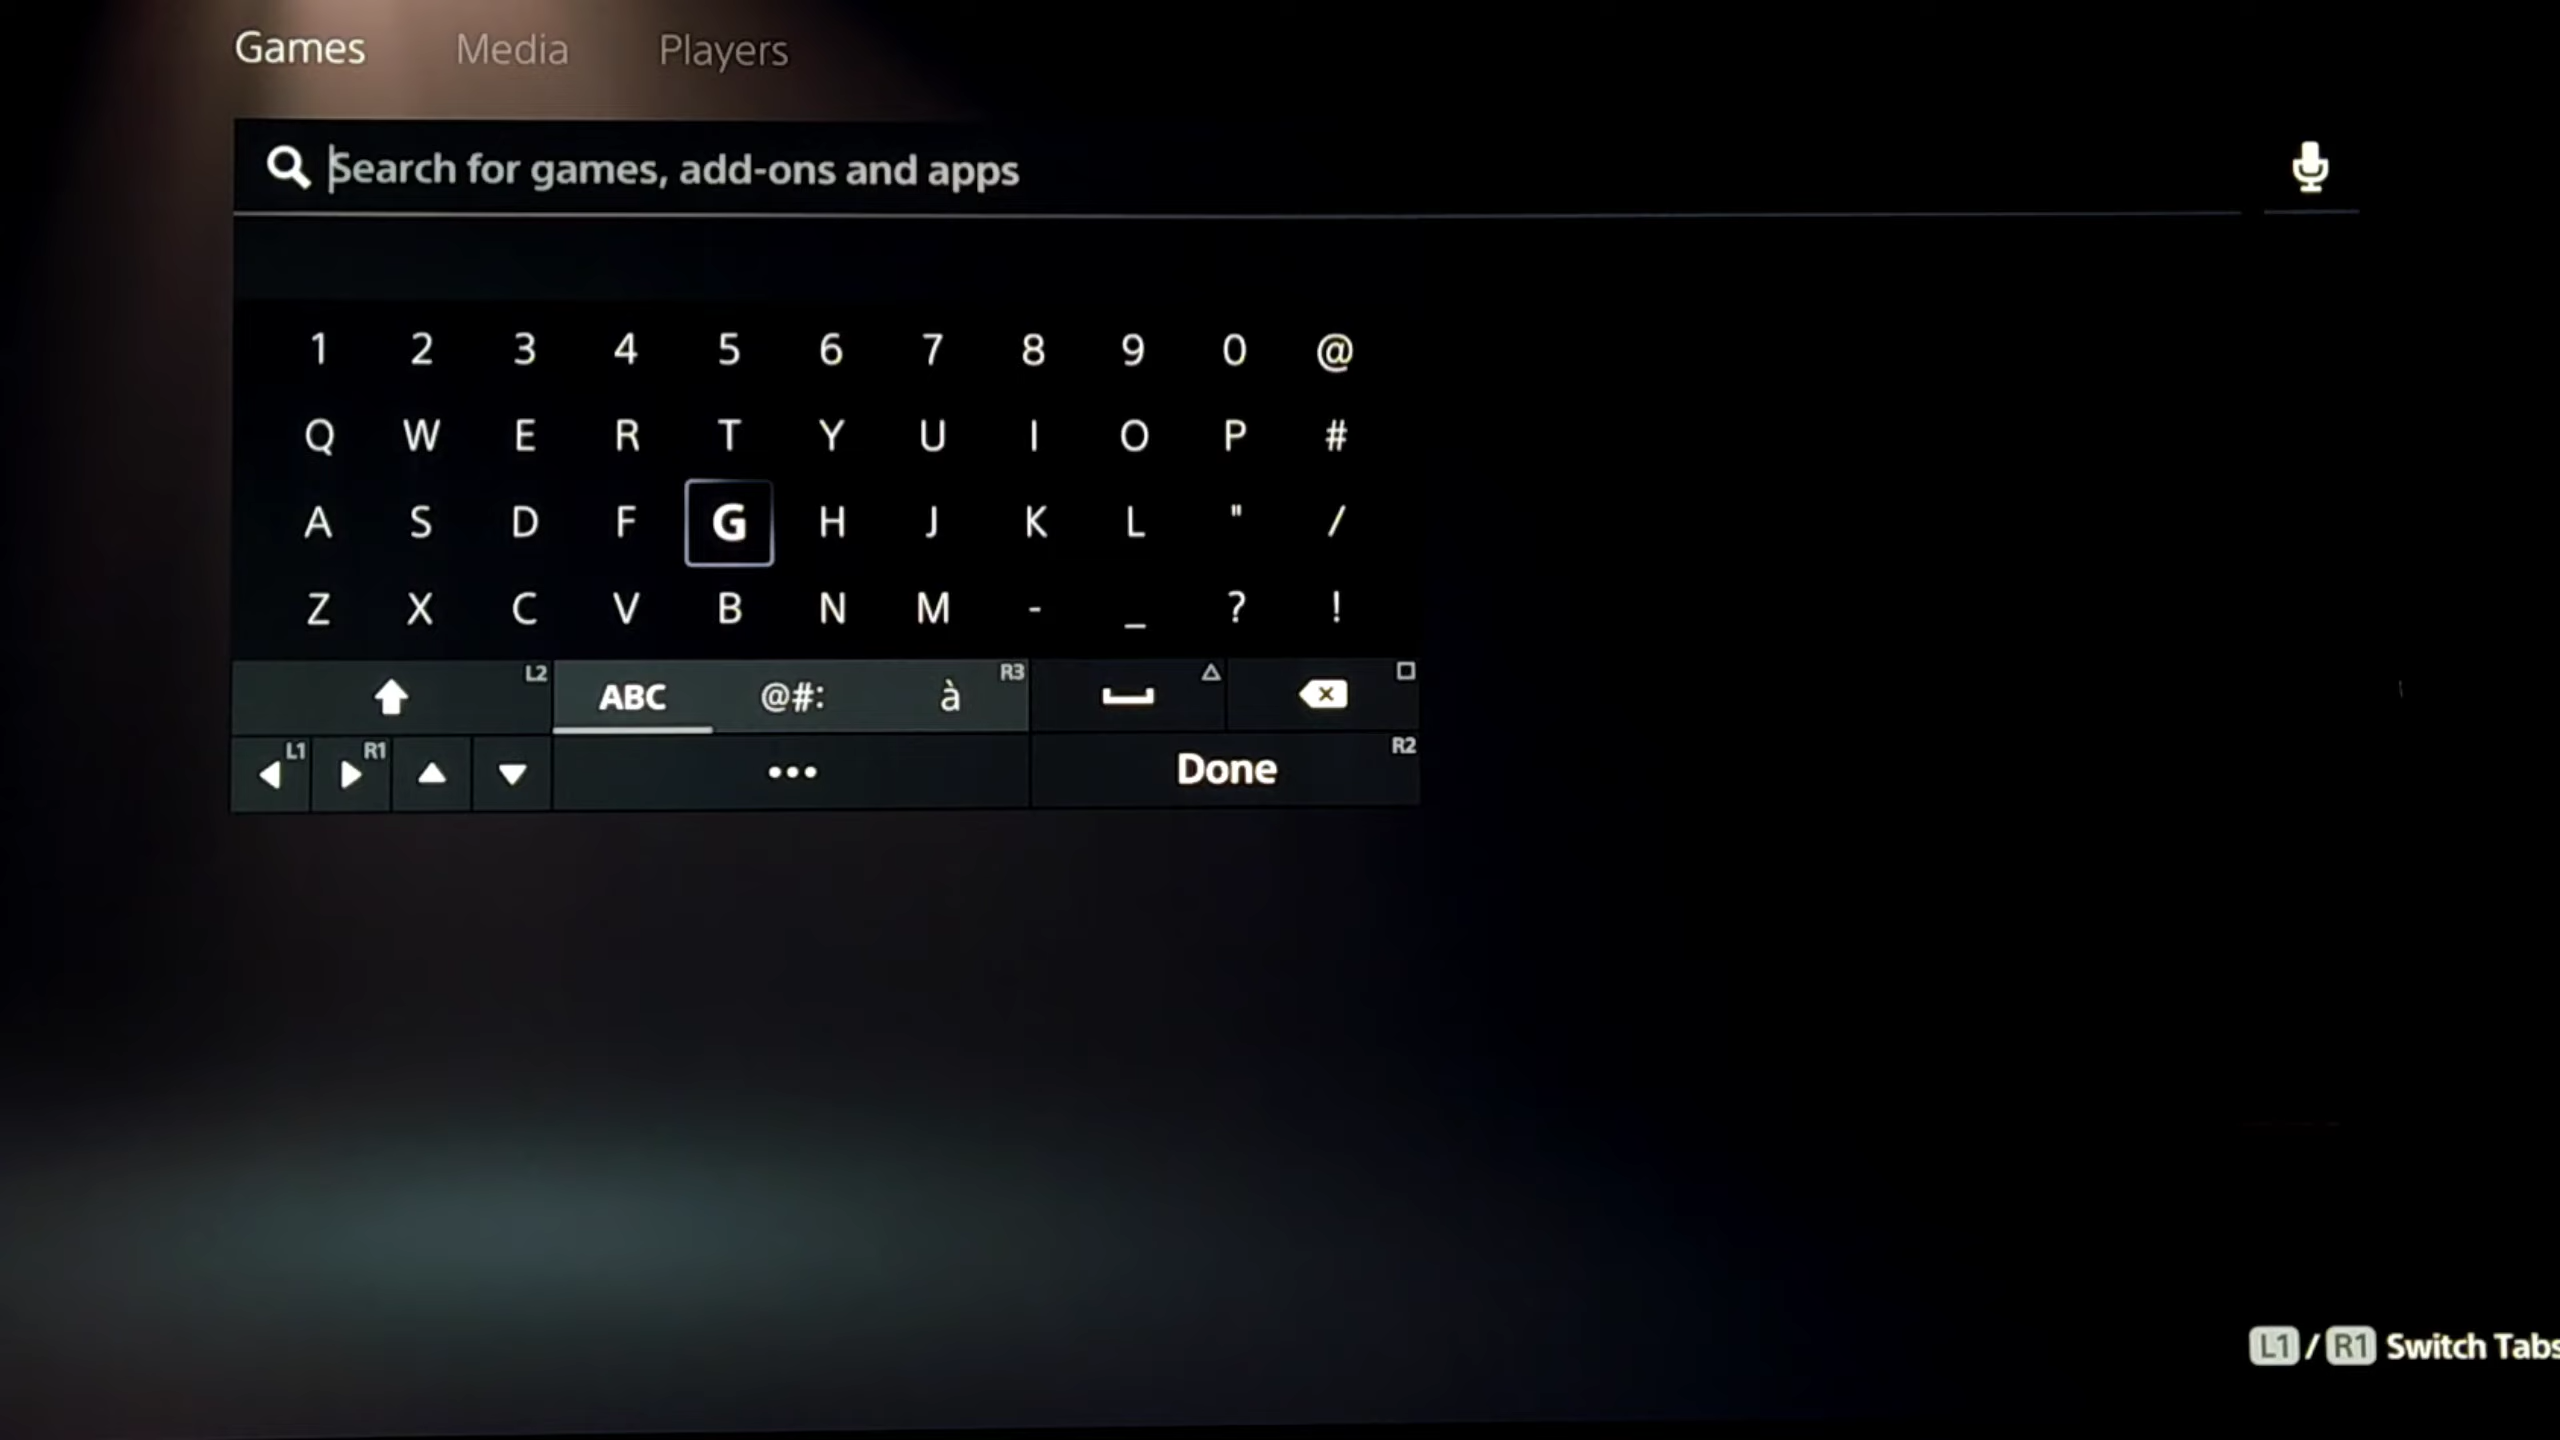 Games Media Players
Search for games, add-ons and apps
1 2 3 4 5 6 7 8 9 0 @
Q W E R T Y U I O P #
A S D F G H J K L " /
Z X C V B N M - _ ? !
L2 ABC @#: à R3
L1 R1 ... Done R2
L1 / R1 Switch Tabs